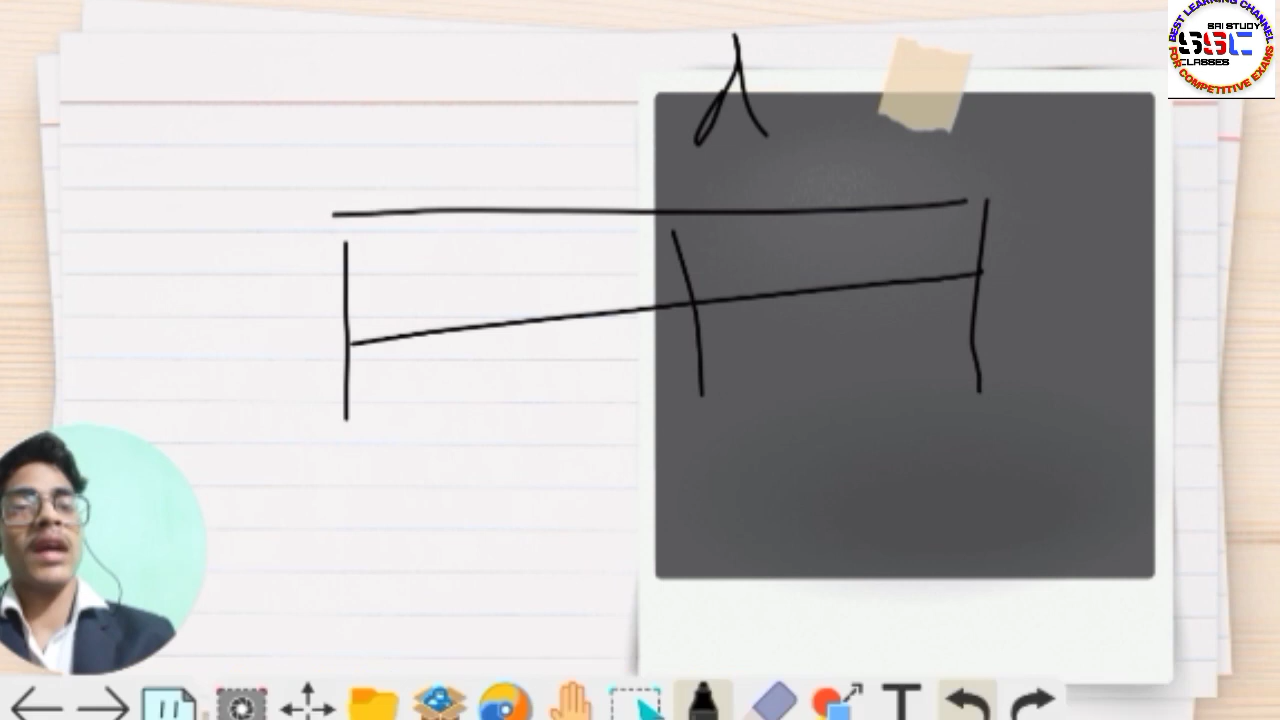 λ
BEST LEARNING CHANNEL
SRI STUDY
SSC
CLASSES
FOR COMPETITIVE EXAMS
T